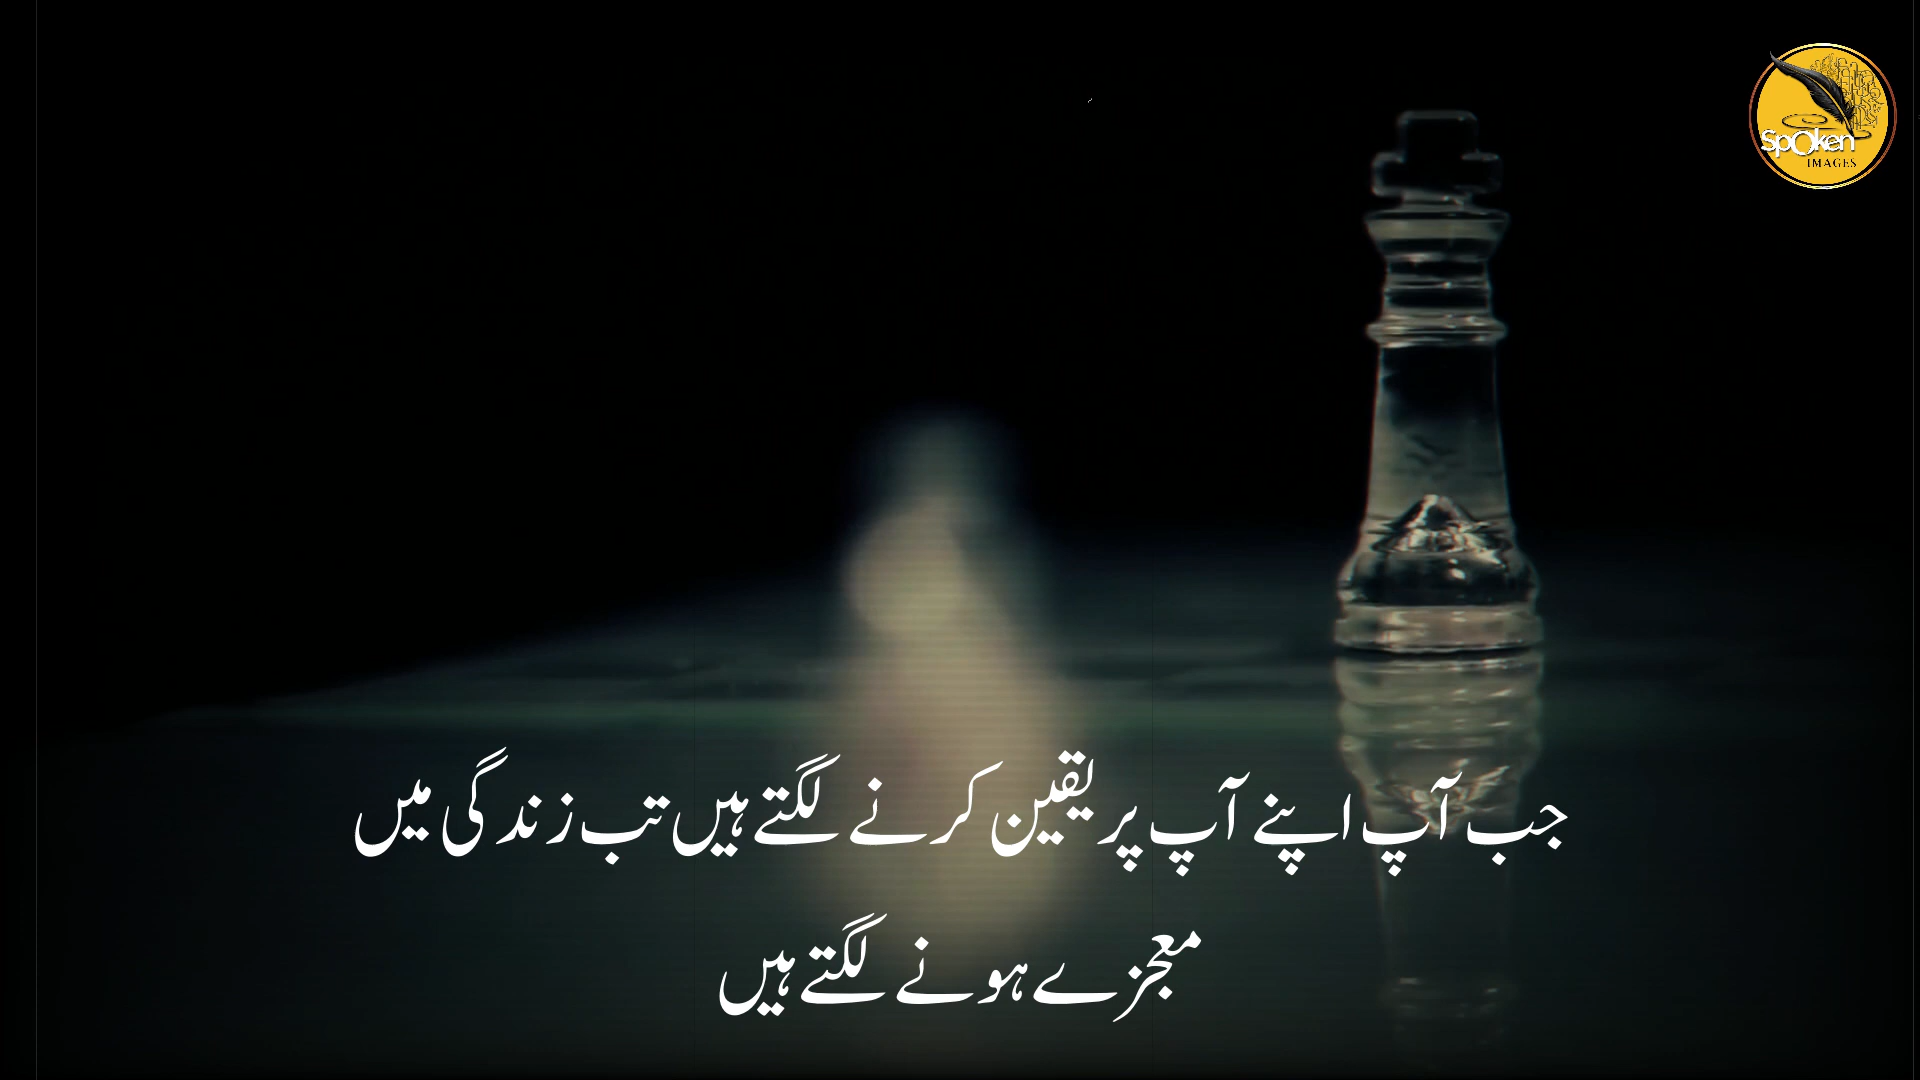 SpOken
IMAGES
جب آپ اپنے آپ پر یقین کرنے لگتے ہیں تب زندگی میں
معجزے ہونے لگتے ہیں